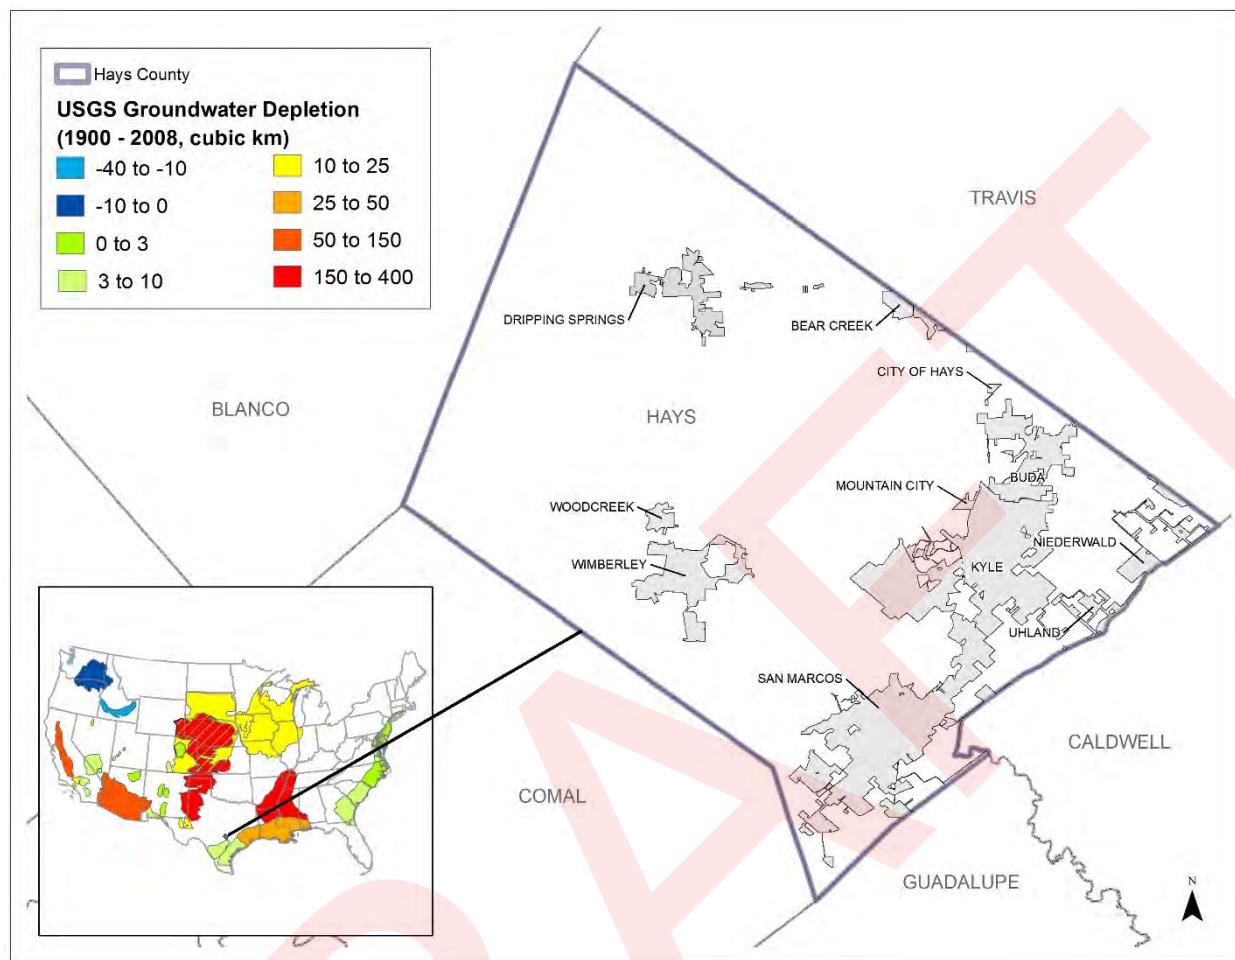 Hays County
USGS Groundwater Depletion
(1900 - 2008, cubic km)
-40 to -10
10 to 25
-10 to 0
25 to 50
0 to 3
50 to 150
3 to 10
150 to 400
TRAVIS
DRIPPING SPRINGS
BEAR CREEK
CITY OF HAYS
BLANCO
HAYS
BUDA
MOUNTAIN CITY
WOODCREEK
NIEDERWALD
WIMBERLEY
KYLE
UHLAND
SAN MARCOS
CALDWELL
COMAL
GUADALUPE
N